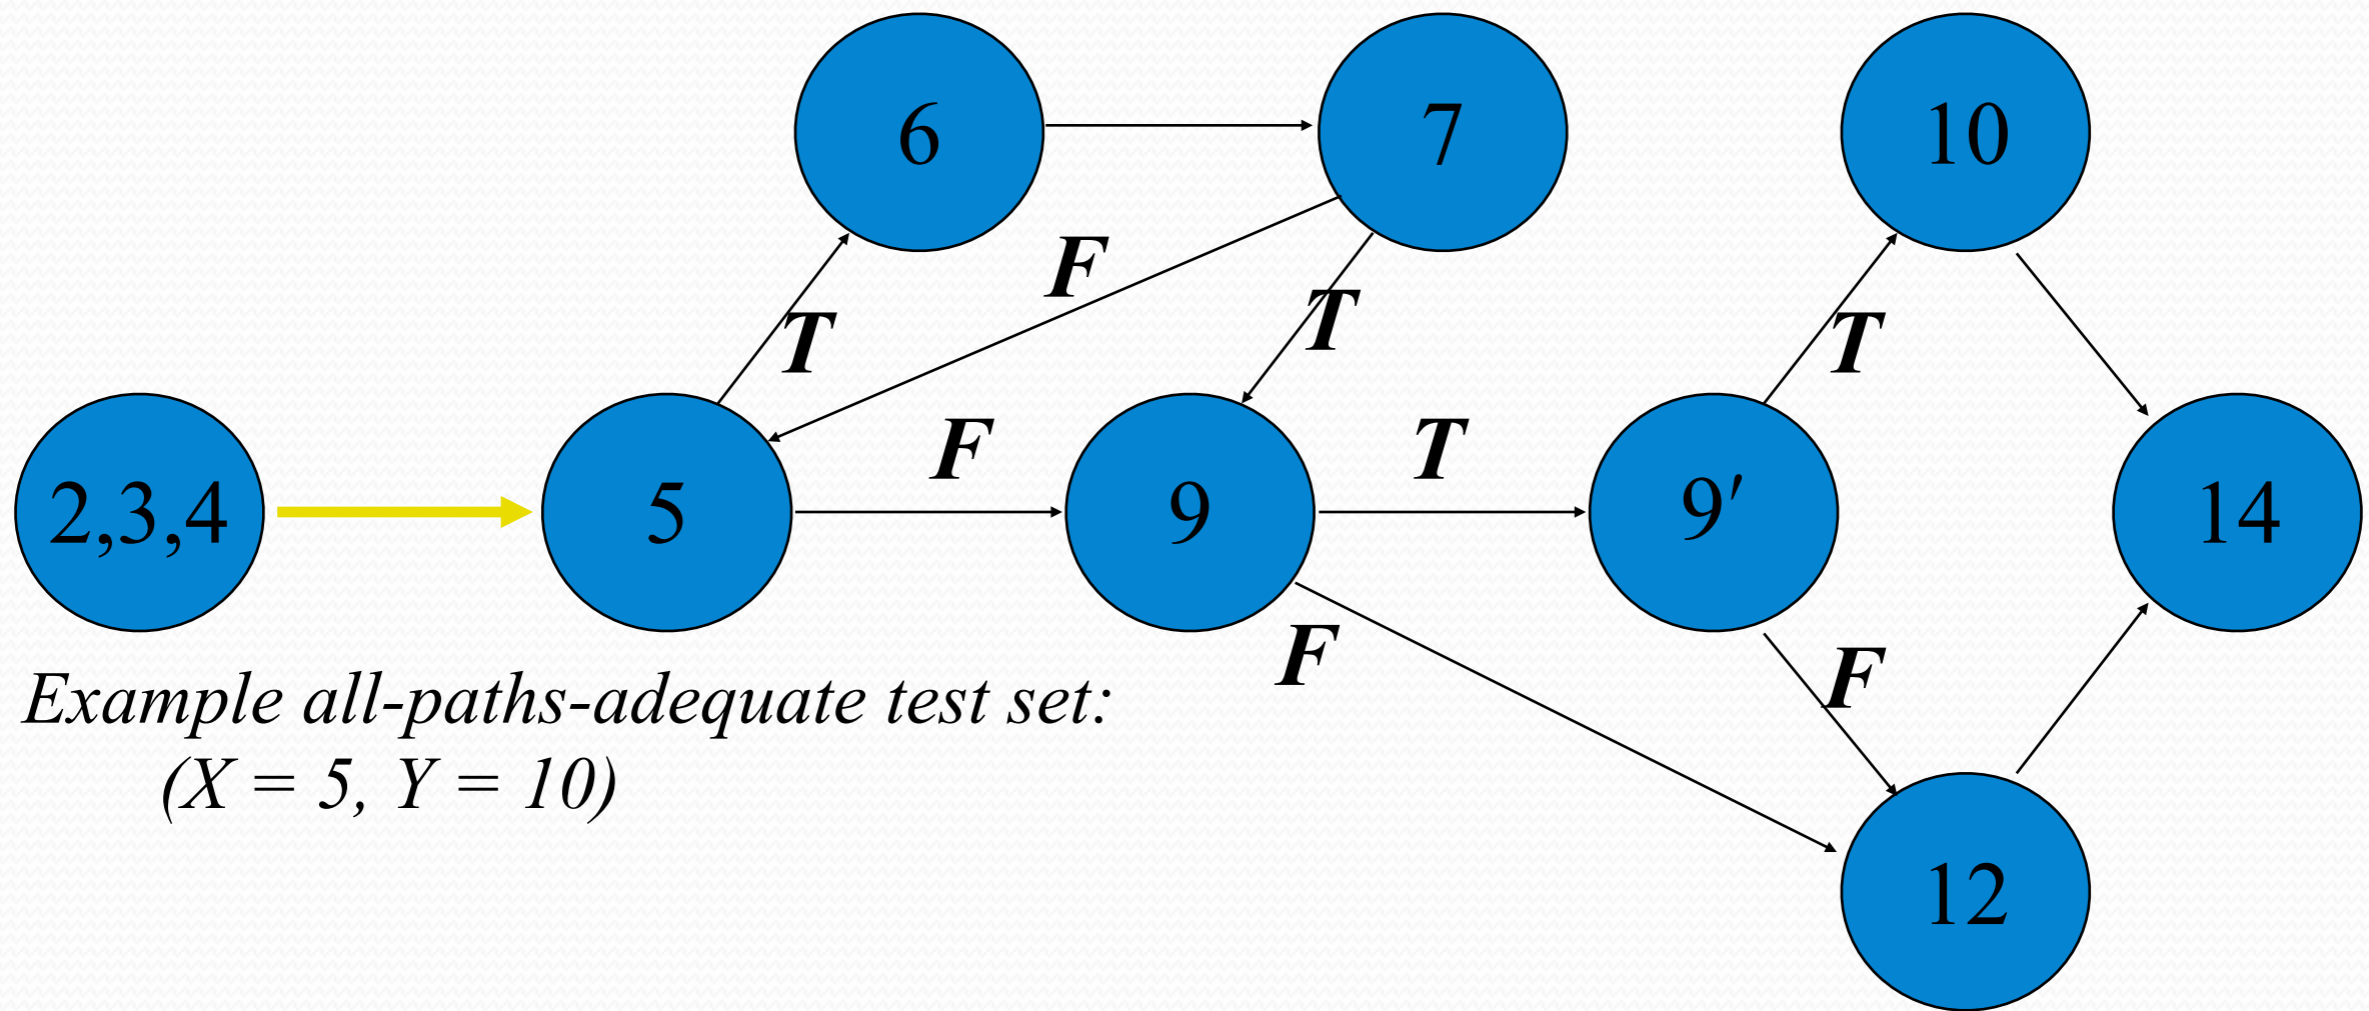 6
7
10
F
T
T
T
F
T
2,3,4
5
9
9′
14
F
F
Example all-paths-adequate test set:
(X = 5, Y = 10)
12